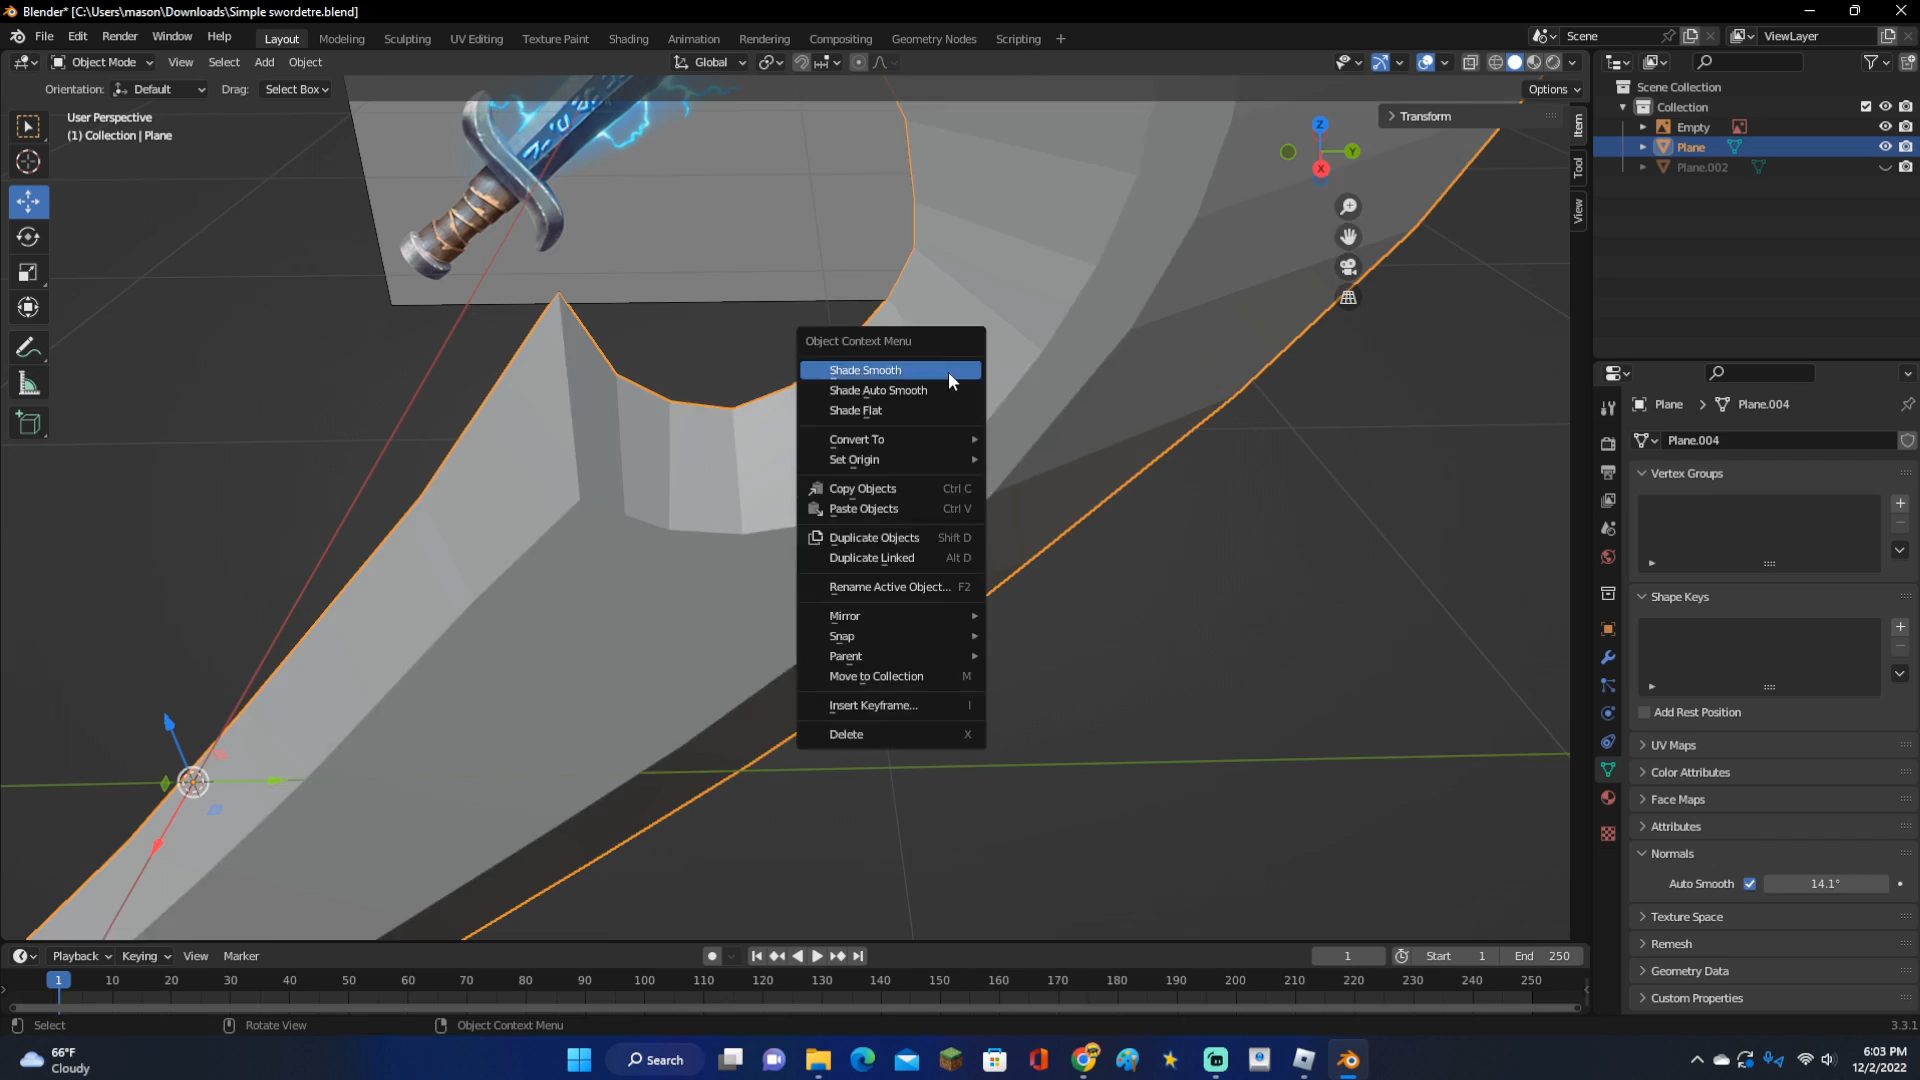 Blender* [C:\Users\mason\Downloads\Simple swordetre.blend]
File Edit Render Window Help Layout Modeling Sculpting UV Editing Texture Paint Shading Animation Rendering Compositing Geometry Nodes Scripting + Scene ViewLayer
Object Mode View Select Add Object Global
Orientation: Default Drag: Select Box Options
User Perspective
(1) Collection | Plane
Transform
Item
Tool
View
Z
Y
X
Scene Collection
Collection
Empty
Plane
Plane.002
Object Context Menu
Shade Smooth
Shade Auto Smooth
Shade Flat
Convert To
Set Origin
Copy Objects Ctrl C
Paste Objects Ctrl V
Duplicate Objects Shift D
Duplicate Linked Alt D
Rename Active Object... F2
Mirror
Snap
Parent
Move to Collection M
Insert Keyframe... I
Delete X
Plane > Plane.004
Plane.004
Vertex Groups
Shape Keys
Add Rest Position
UV Maps
Color Attributes
Face Maps
Attributes
Normals
Auto Smooth 14.1°
Texture Space
Remesh
Geometry Data
Custom Properties
Playback Keying View Marker 1 Start 1 End 250
1 10 20 30 40 50 60 70 80 90 100 110 120 130 140 150 160 170 180 190 200 210 220 230 240 250
Select Rotate View Object Context Menu 3.3.1
66°F
Cloudy
Search
6:03 PM
12/2/2022